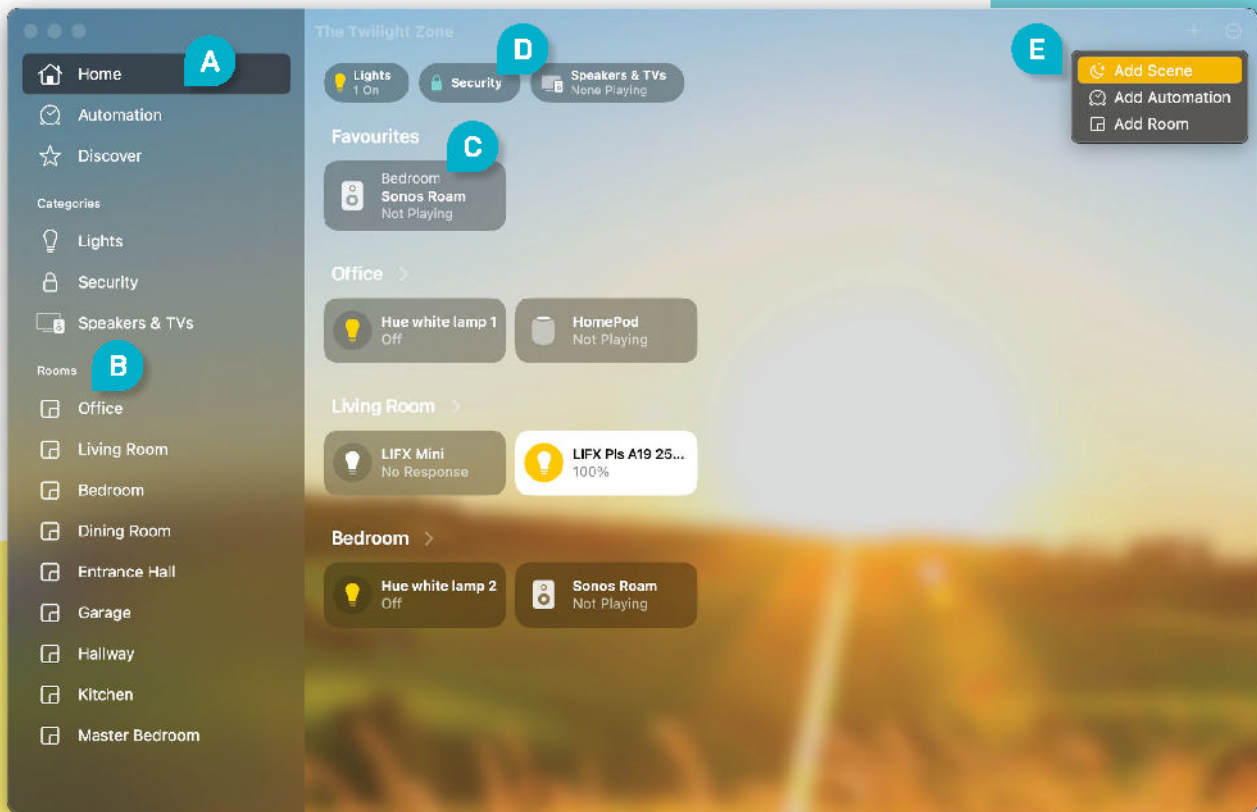 The Twilight Zone
A
Home
Automation
Discover
Categories
Lights
Security
Speakers & TVs
B
Rooms
Office
Living Room
Bedroom
Dining Room
Entrance Hall
Garage
Hallway
Kitchen
Master Bedroom
D
Lights
1 On
Security
Speakers & TVs
None Playing
C
Favourites
Bedroom
Sonos Roam
Not Playing
Office >
Hue white lamp 1
Off
HomePod
Not Playing
Living Room >
LIFX Mini
No Response
LIFX Pls A19 25...
100%
Bedroom >
Hue white lamp 2
Off
Sonos Roam
Not Playing
E
Add Scene
Add Automation
Add Room